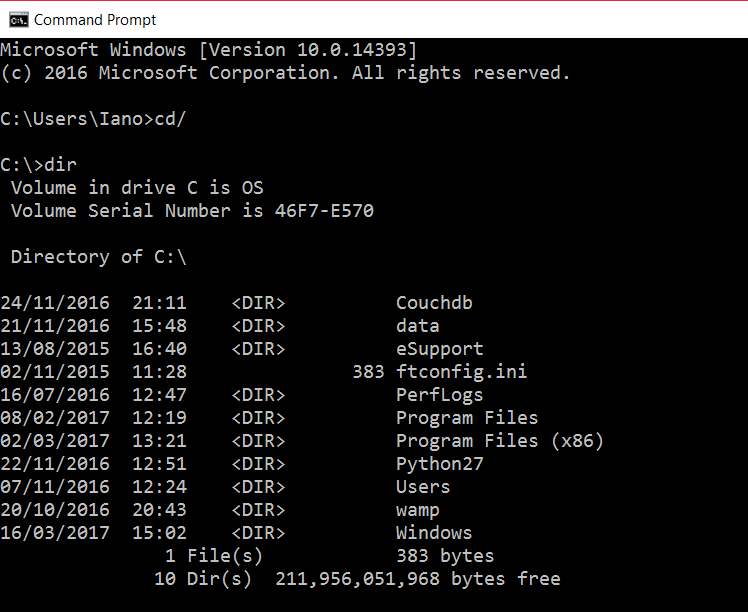 Command Prompt
Microsoft Windows [Version 10.0.14393]
(c) 2016 Microsoft Corporation. All rights reserved.
C:\Users\Iano>cd/
C:\>dir
 Volume in drive C is OS
 Volume Serial Number is 46F7-E570
 Directory of C:\
24/11/2016  21:11    <DIR>          Couchdb
21/11/2016  15:48    <DIR>          data
13/08/2015  16:40    <DIR>          eSupport
02/11/2015  11:28               383 ftconfig.ini
16/07/2016  12:47    <DIR>          PerfLogs
08/02/2017  12:19    <DIR>          Program Files
02/03/2017  13:21    <DIR>          Program Files (x86)
22/11/2016  12:51    <DIR>          Python27
07/11/2016  12:24    <DIR>          Users
20/10/2016  20:43    <DIR>          wamp
16/03/2017  15:02    <DIR>          Windows
               1 File(s)            383 bytes
              10 Dir(s)  211,956,051,968 bytes free